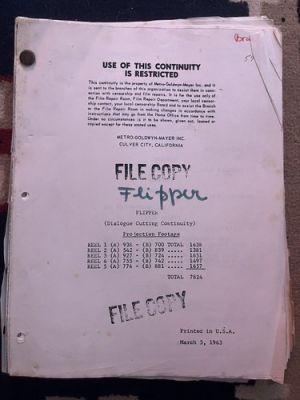 USE OF THIS CONTINUITY
IS RESTRICTED
This continuity is the property of Metro-Goldwyn-Mayer Inc. and it
is sent to the branches of this organization to assist them in connection
with censorship and film repairs. It is for the use only of
the Film Repair Room, Film Repair Department, your local censorship
contact, your local censorship Board and to assist the Branch
or the Film Repair Room in making changes in accordance with
instructions that may go from the Home Office from time to time.
Under no circumstances is it to be shown, given out, loaned or
copied except for these stated uses.
METRO-GOLDWYN-MAYER INC.
CULVER CITY, CALIFORNIA
FILE COPY
Flipper
FLIPPER
(Dialogue Cutting Continuity)
Projection Footage
REEL 1 (A) 938 - (B) 700 TOTAL 1638
REEL 2 (A) 542 - (B) 839 ..... 1381
REEL 3 (A) 927 - (B) 724 ..... 1651
REEL 4 (A) 755 - (B) 742 ..... 1497
REEL 5 (A) 776 - (B) 881 ..... 1657
TOTAL 7824
FILE COPY
Printed in U.S.A.
March 5, 1963